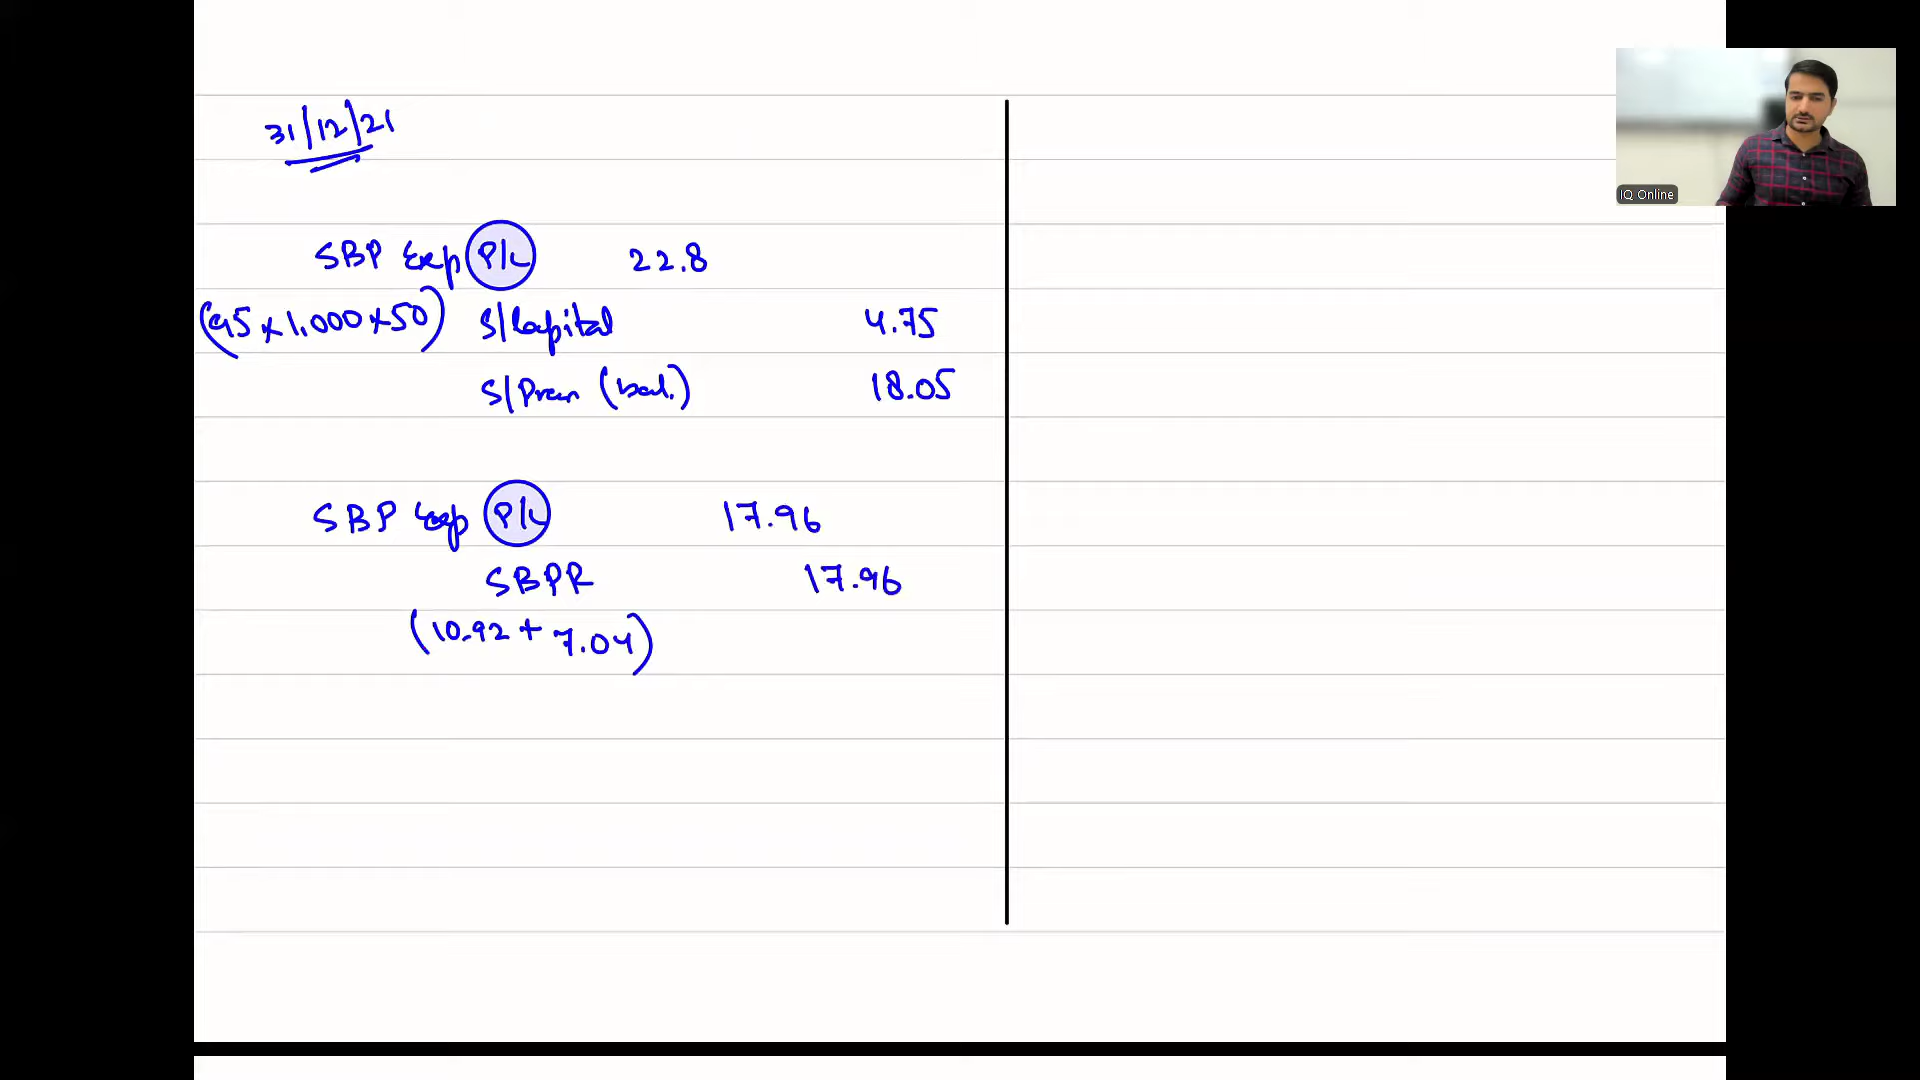 31/12/21
SBP Exp P/L 22.8
(95 x 1,000 x 50) S/Capital 4.75
S/Prem (bal.) 18.05
SBP Exp P/L 17.96
SBPR 17.96
(10.92 + 7.04)
IQ Online